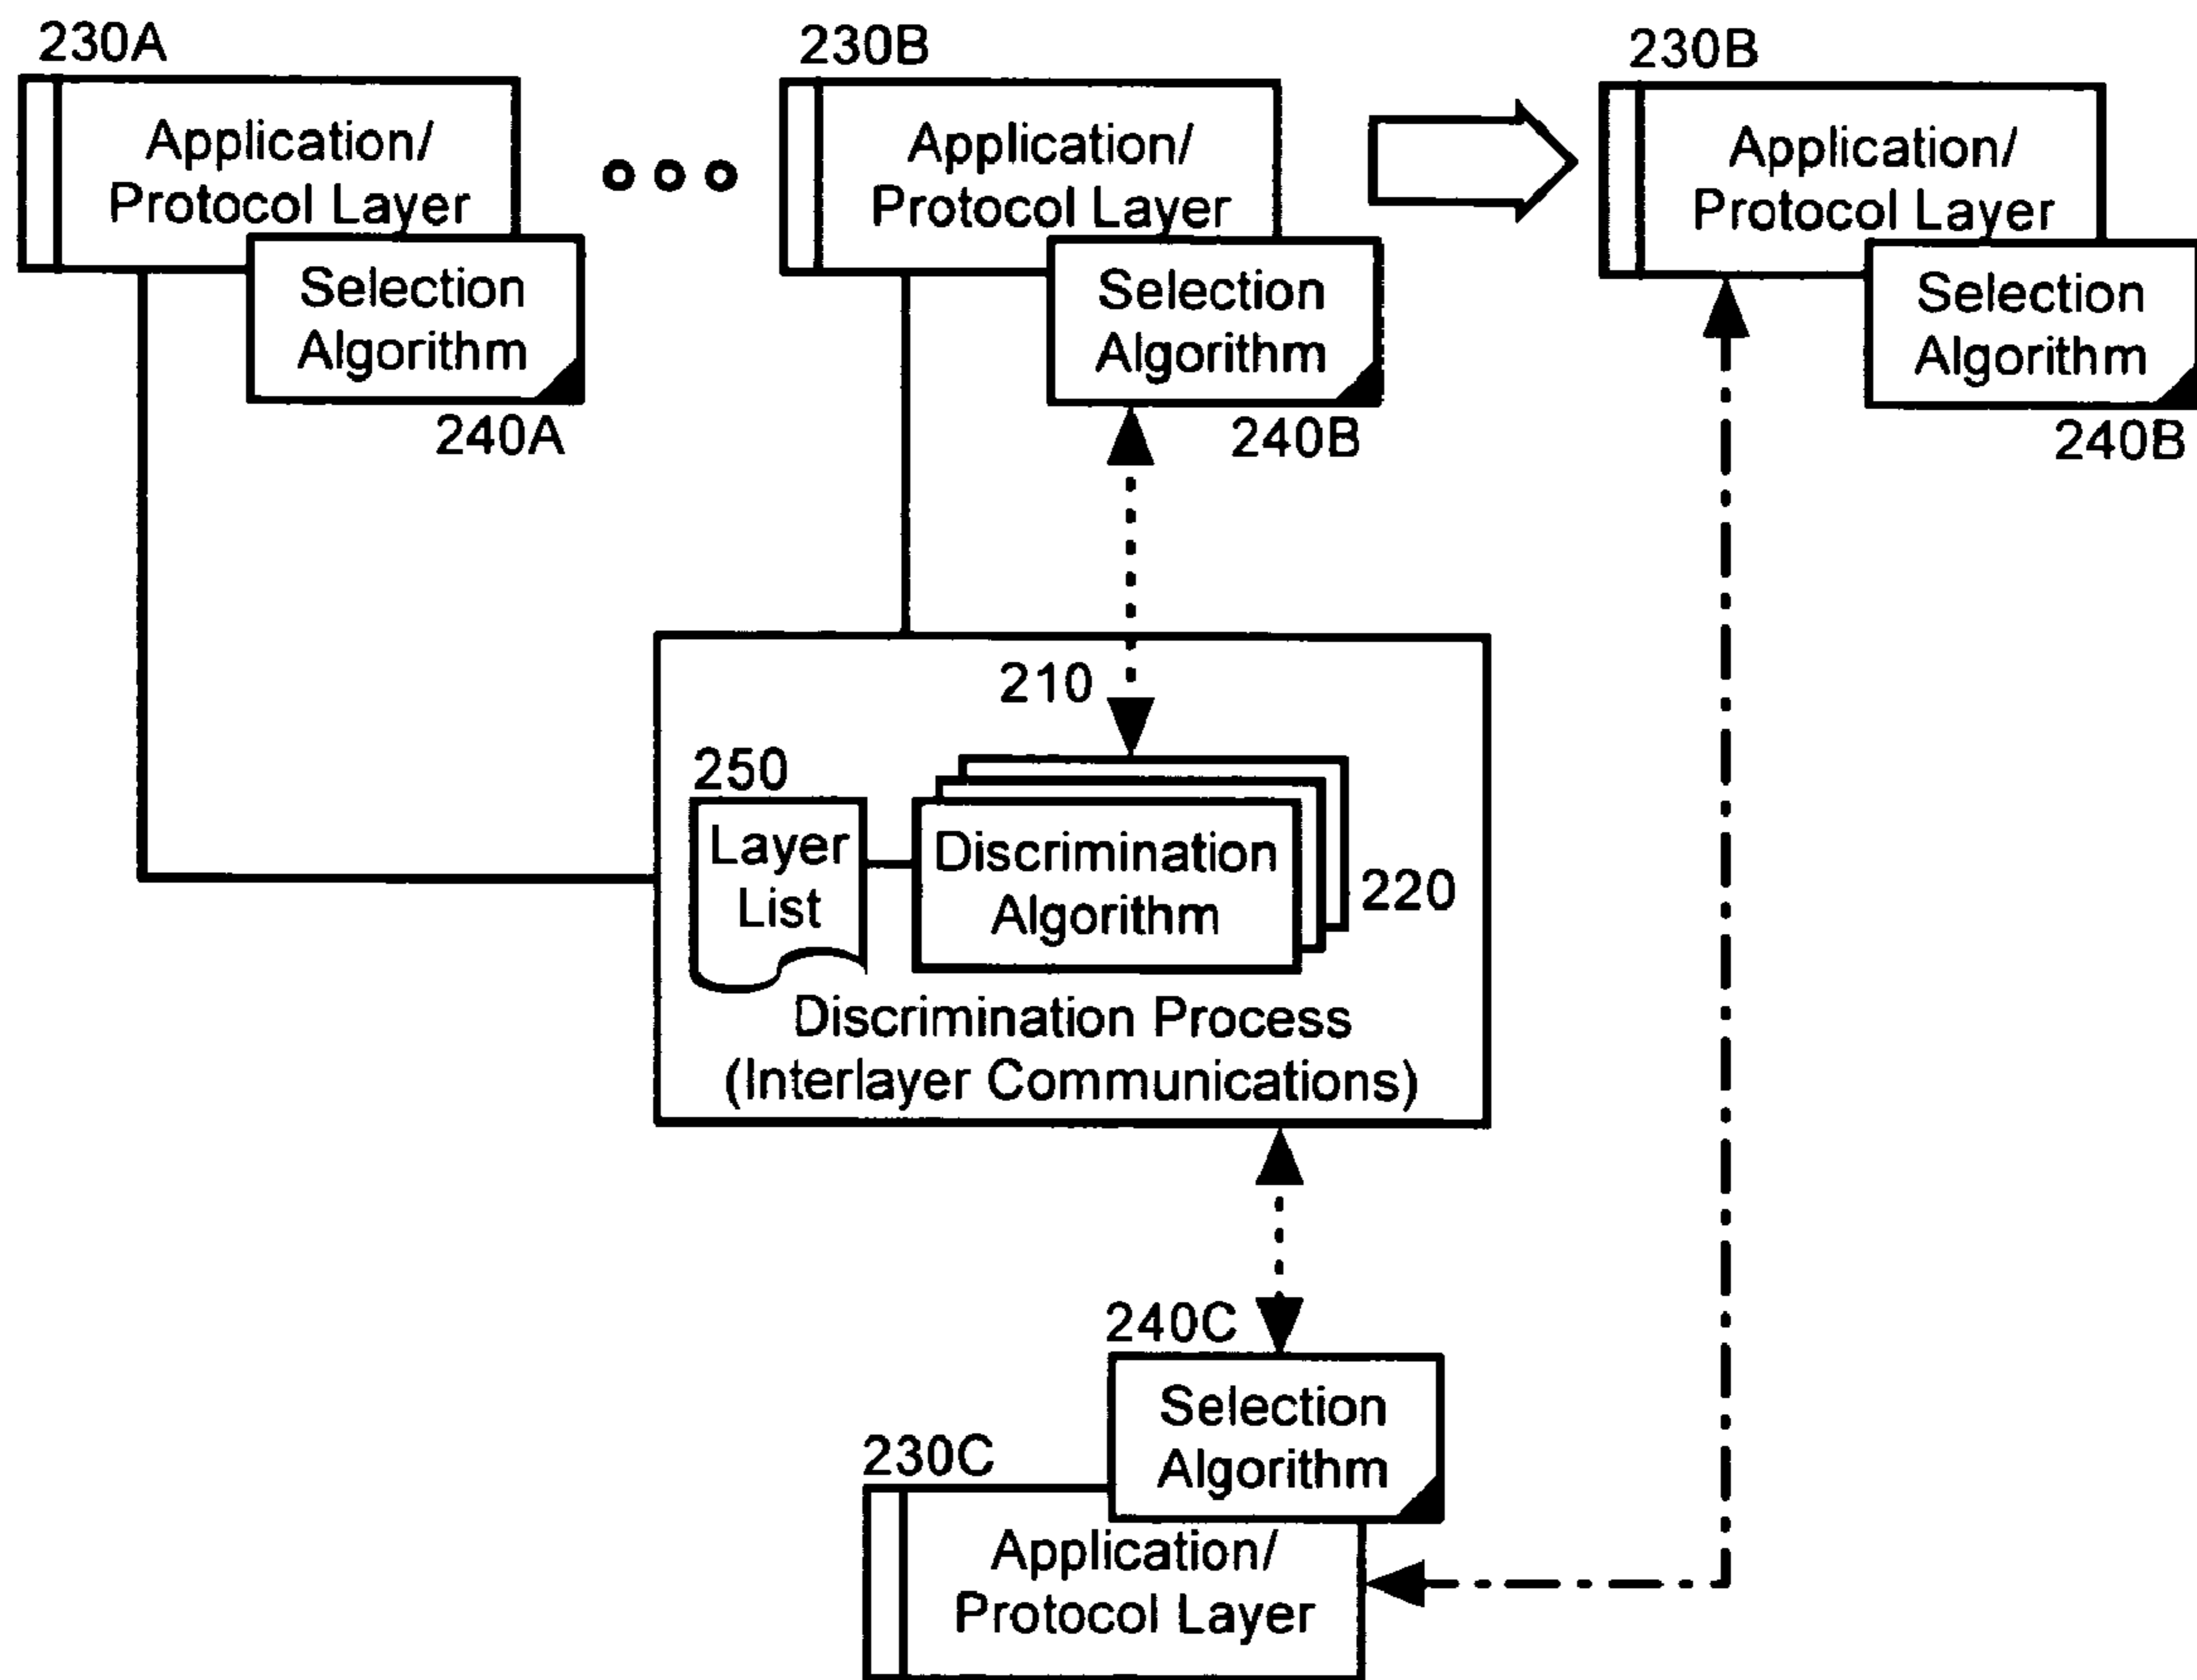 230A
Application/
Protocol Layer
Selection
Algorithm
240A
230B
Application/
Protocol Layer
Selection
Algorithm
240B
230B
Application/
Protocol Layer
Selection
Algorithm
240B
210
250
Layer
List
Discrimination
Algorithm
220
Discrimination Process
(Interlayer Communications)
240C
Selection
Algorithm
230C
Application/
Protocol Layer